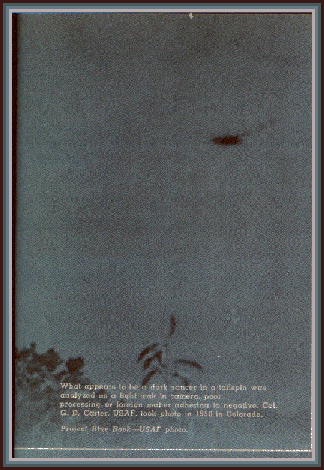 What appears to be a dark saucer in a tailspin was
analyzed as a light leak in camera, poor
processing or foreign matter adhering to negative. Col.
G. D. Carter, USAF, took photo in 1950 in Colorado.
Project Blue Book—USAF photo.